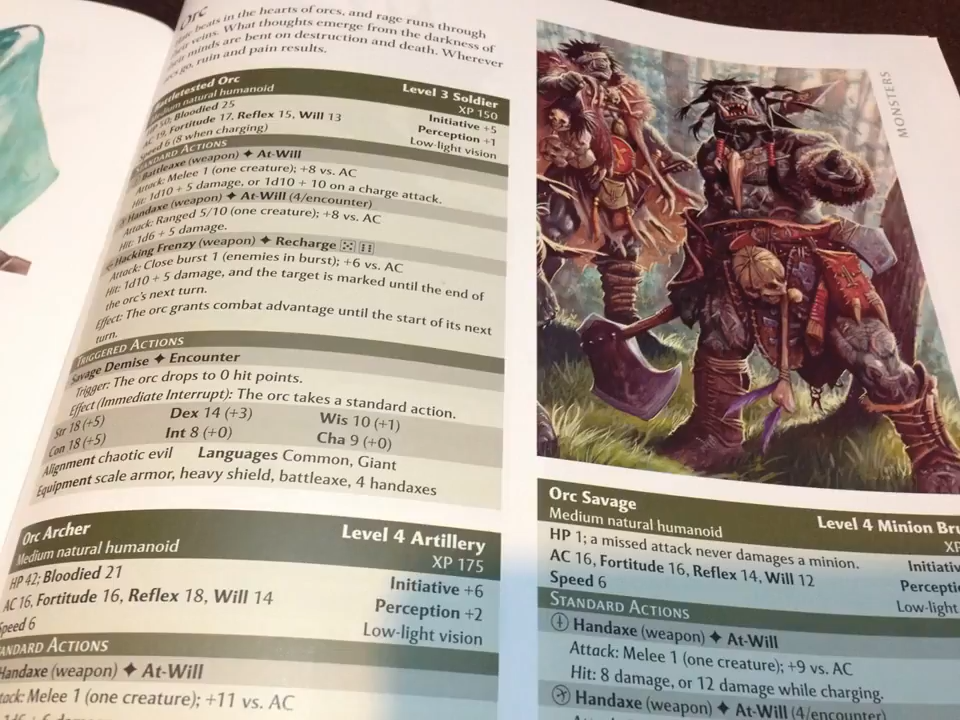 Orc
beats in the hearts of orcs, and rage runs through
their veins. What thoughts emerge from the darkness of
their minds are bent on destruction and death. Wherever
orcs go, ruin and pain results.
Battletested Orc Level 3 Soldier
Medium natural humanoid XP 150
HP 50; Bloodied 25 Initiative +5
AC 19, Fortitude 17, Reflex 15, Will 13 Perception +1
Speed 6 (8 when charging) Low-light vision
STANDARD ACTIONS
Battleaxe (weapon) ✦ At-Will
Attack: Melee 1 (one creature); +8 vs. AC
Hit: 1d10 + 5 damage, or 1d10 + 10 on a charge attack.
Handaxe (weapon) ✦ At-Will (4/encounter)
Attack: Ranged 5/10 (one creature); +8 vs. AC
Hit: 1d6 + 5 damage.
Hacking Frenzy (weapon) ✦ Recharge ⚄ ⚅
Attack: Close burst 1 (enemies in burst); +6 vs. AC
Hit: 1d10 + 5 damage, and the target is marked until the end of
the orc's next turn.
Effect: The orc grants combat advantage until the start of its next
turn.
TRIGGERED ACTIONS
Savage Demise ✦ Encounter
Trigger: The orc drops to 0 hit points.
Effect (Immediate Interrupt): The orc takes a standard action.
Str 18 (+5) Dex 14 (+3) Wis 10 (+1)
Con 18 (+5) Int 8 (+0) Cha 9 (+0)
Alignment chaotic evil Languages Common, Giant
Equipment scale armor, heavy shield, battleaxe, 4 handaxes
Orc Archer Level 4 Artillery
Medium natural humanoid XP 175
HP 42; Bloodied 21 Initiative +6
AC 16, Fortitude 16, Reflex 18, Will 14 Perception +2
Speed 6 Low-light vision
STANDARD ACTIONS
Handaxe (weapon) ✦ At-Will
Attack: Melee 1 (one creature); +11 vs. AC
MONSTERS
Orc Savage Level 4 Minion Bru
Medium natural humanoid XP
HP 1; a missed attack never damages a minion. Initiativ
AC 16, Fortitude 16, Reflex 14, Will 12 Perceptio
Speed 6 Low-light
STANDARD ACTIONS
Handaxe (weapon) ✦ At-Will
Attack: Melee 1 (one creature); +9 vs. AC
Hit: 8 damage, or 12 damage while charging.
Handaxe (weapon) ✦ At-Will (4/encounter)